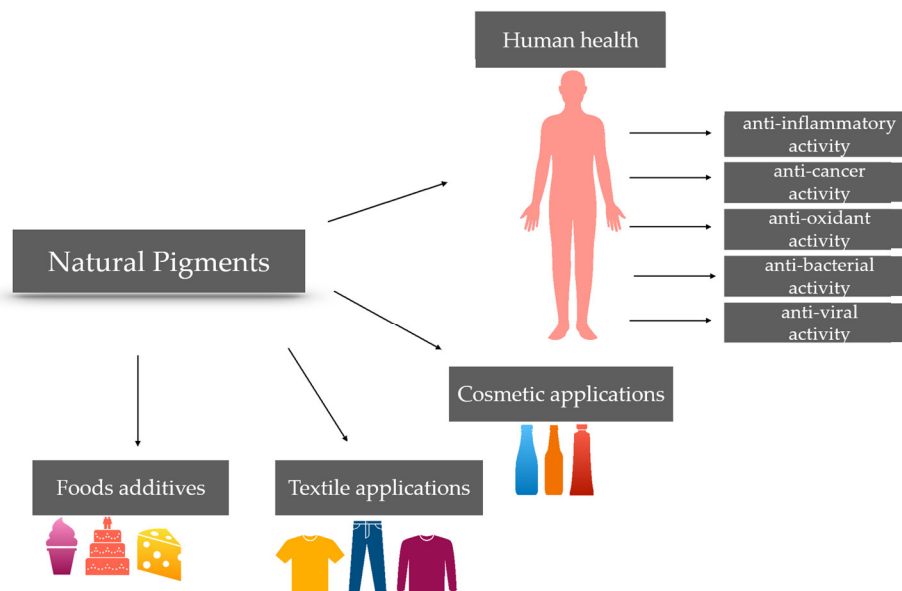 Human health
anti-inflammatory
activity
anti-cancer
activity
anti-oxidant
activity
anti-bacterial
activity
anti-viral
activity
Natural Pigments
Cosmetic applications
Foods additives
Textile applications